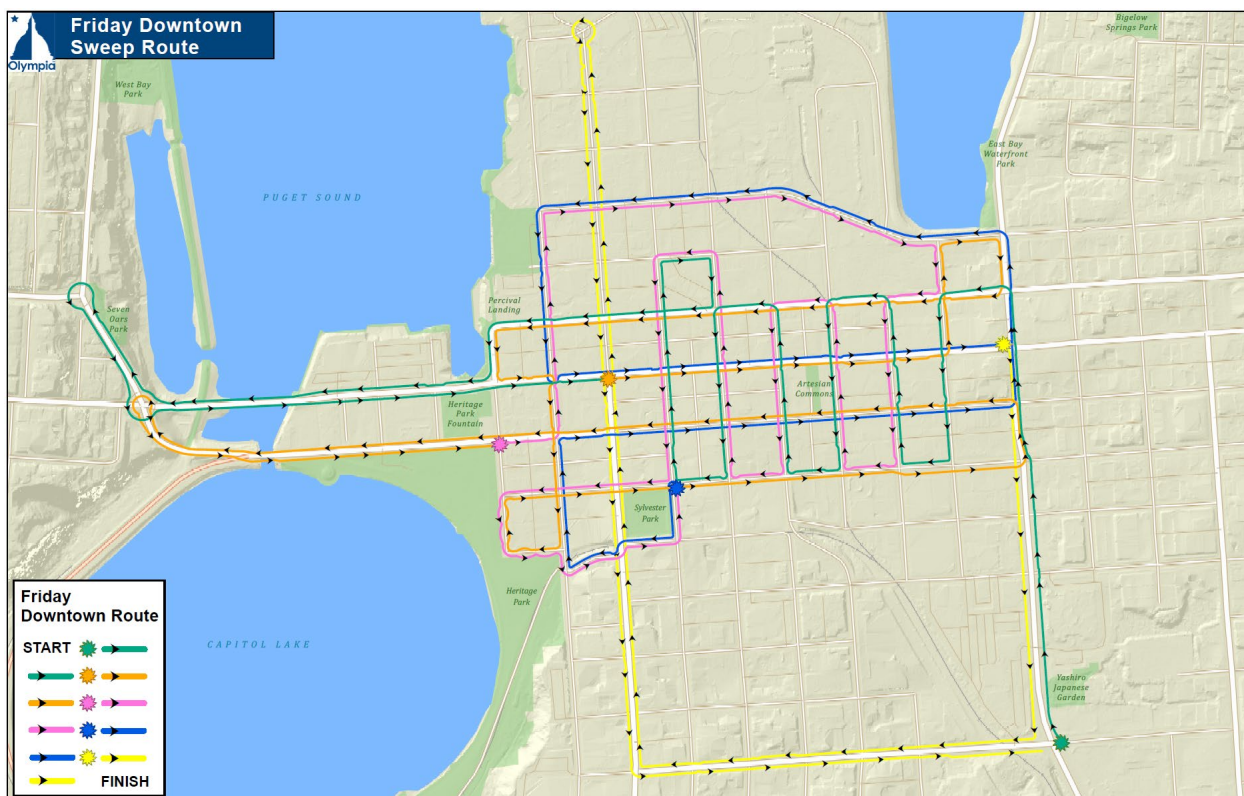 Friday Downtown
Sweep Route
Olympia
Bigelow
Springs Park
West Bay
Park
East Bay
Waterfront
Park
PUGET SOUND
Percival
Landing
Seven
Oars
Park
Artesian
Commons
Heritage
Park
Fountain
Sylvester
Park
Heritage
Park
CAPITOL LAKE
Yashiro
Japanese
Garden
Friday
Downtown Route
START
FINISH